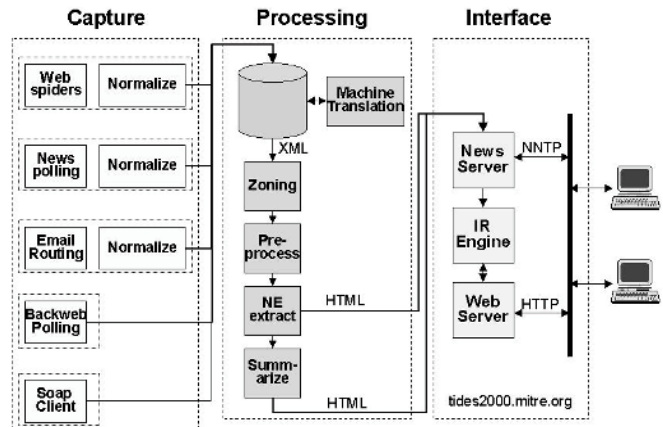 Capture
Processing
Interface
Web
spiders
Normalize
News
polling
Normalize
Email
Routing
Normalize
Backweb
Polling
Soap
Client
Machine
Translation
XML
Zoning
Pre-
process
NE
extract
HTML
Summ-
arize
HTML
News
Server
NNTP
IR
Engine
Web
Server
HTTP
tides2000.mitre.org